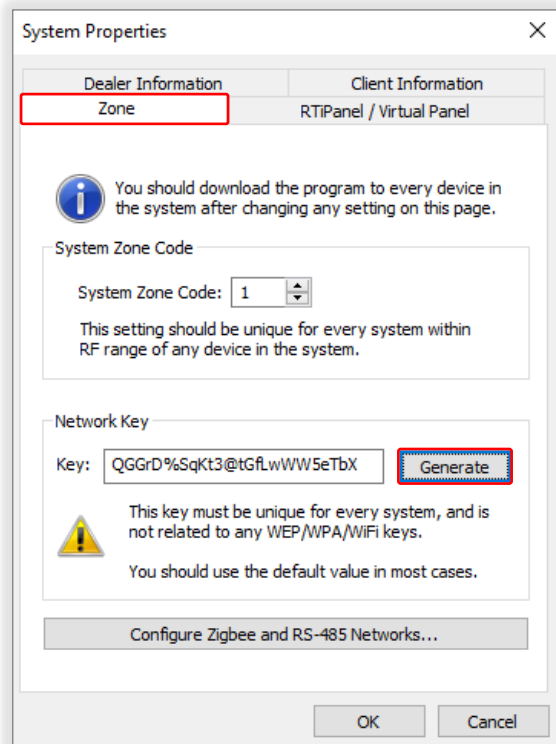 System Properties
Dealer Information
Client Information
Zone
RTiPanel / Virtual Panel
You should download the program to every device in
the system after changing any setting on this page.
System Zone Code
System Zone Code: 1
This setting should be unique for every system within
RF range of any device in the system.
Network Key
Key: QGGrD%SqKt3@tGfLwWW5eTbX Generate
This key must be unique for every system, and is
not related to any WEP/WPA/WiFi keys.
You should use the default value in most cases.
Configure Zigbee and RS-485 Networks...
OK
Cancel